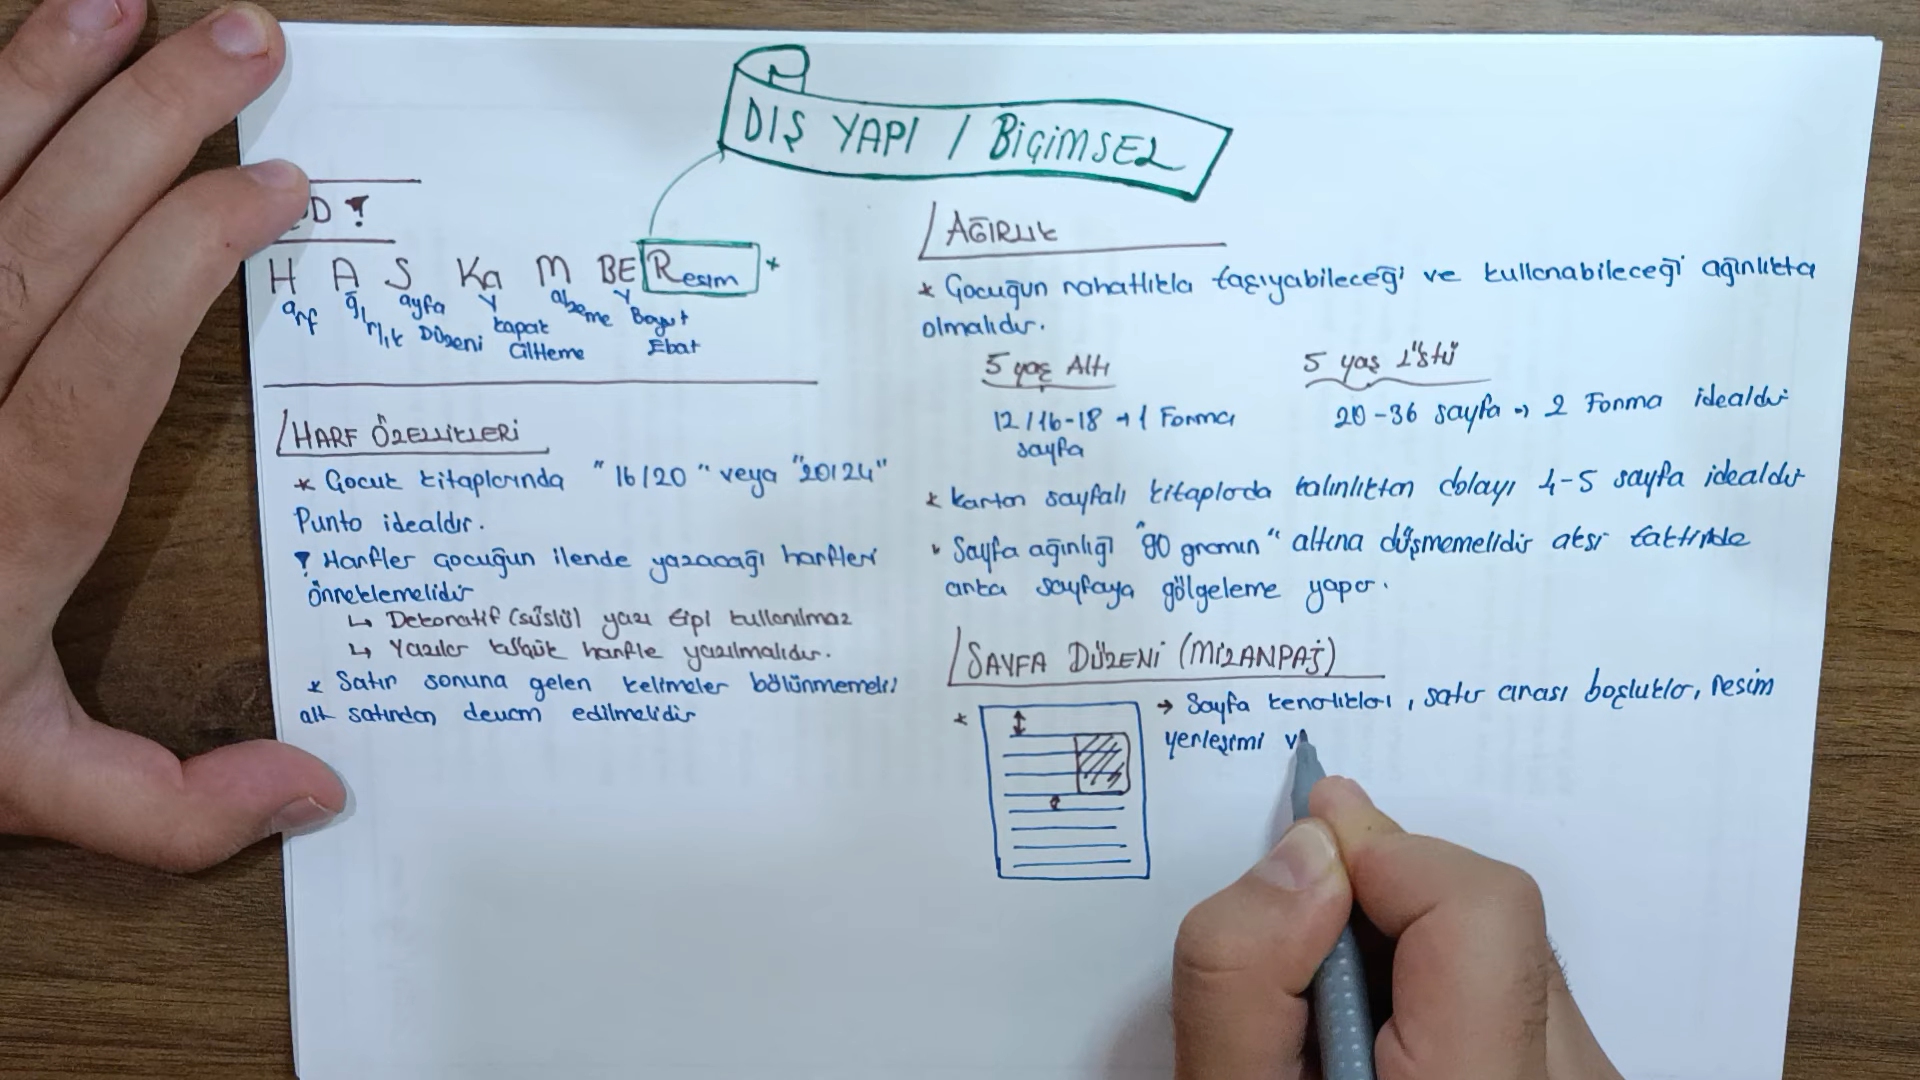 DIŞ YAPI / BİÇİMSEL
D !
H A S Ka M BE Resim *
arf ğırlık ayfa Düzeni y kapak Ciltleme alzeme y Boyut Ebat
HARF ÖZELLİKLERİ
* Çocuk kitaplarında "16/20" veya "20/24"
Punto idealdir.
! Harfler çocuğun ilerde yazacağı harfleri
örneklemelidir
↳ Dekoratif (süslü) yazı tipi kullanılmaz
↳ Yazılar küçük harfle yazılmalıdır.
* Satır sonuna gelen kelimeler bölünmemeli
alt satırdan devam edilmelidir
AĞIRLIK
* Çocuğun rahatlıkla taşıyabileceği ve kullanabileceği ağırlıkta
olmalıdır.
5 yaş Altı
12/16-18 → 1 Forma
sayfa
5 yaş Üstü
20-36 sayfa → 2 Forma idealdir
* Karton sayfalı kitaplarda kalınlıktan dolayı 4-5 sayfa idealdir
* Sayfa ağırlığı "90 gramın" altına düşmemelidir aksi taktirde
arka sayfaya gölgeleme yapar.
SAYFA DÜZENİ (MİZANPAJ)
* → Sayfa kenarlıkları, satır arası boşluklar, resim
yerleşimi v